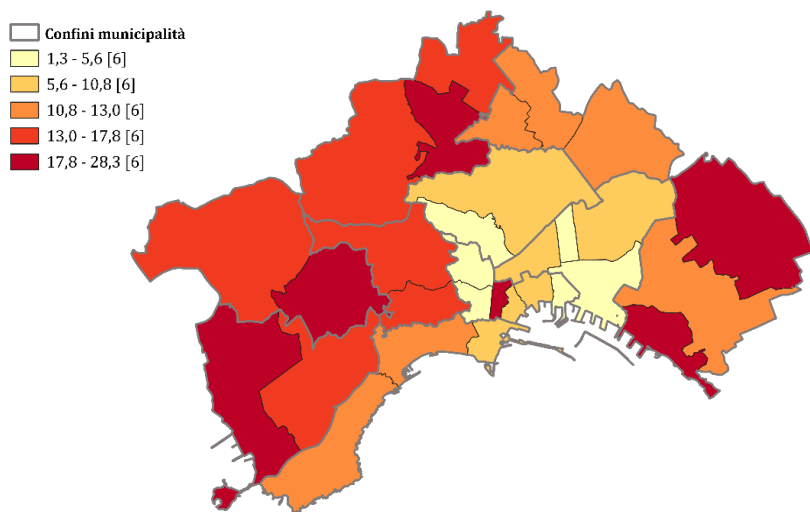 Confini municipalità
1,3 - 5,6 [6]
5,6 - 10,8 [6]
10,8 - 13,0 [6]
13,0 - 17,8 [6]
17,8 - 28,3 [6]